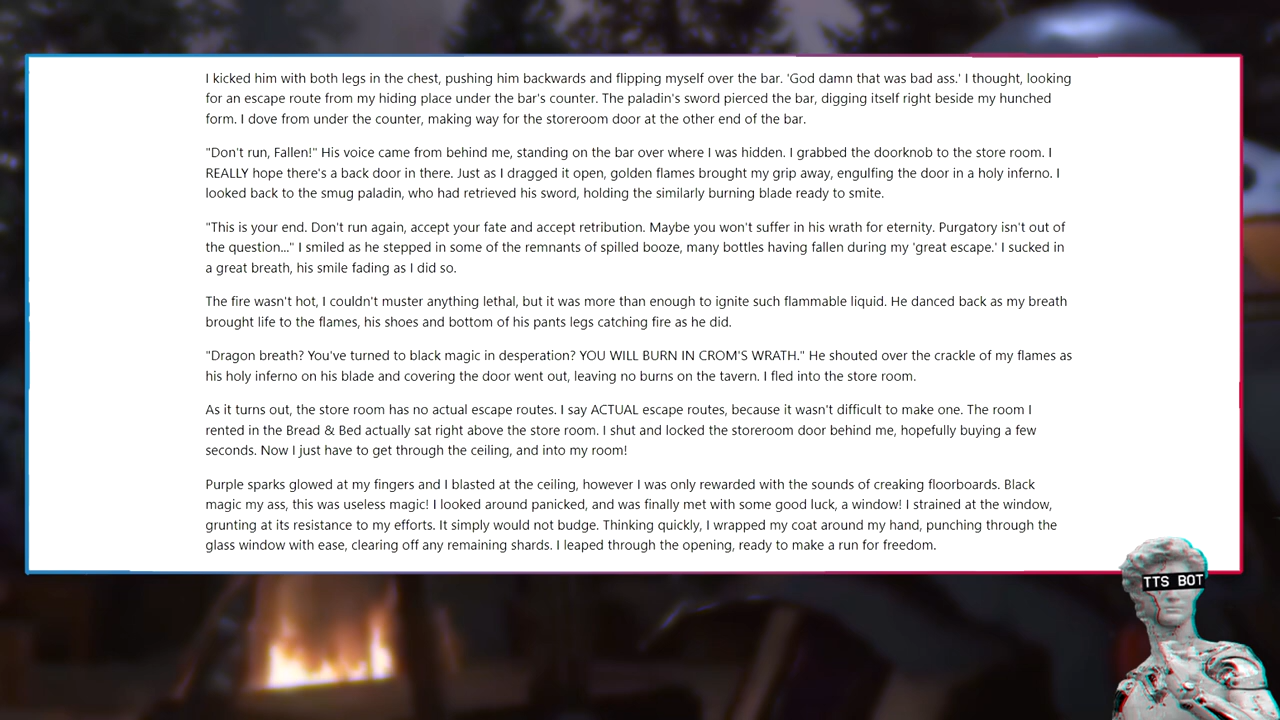 I kicked him with both legs in the chest, pushing him backwards and flipping myself over the bar. 'God damn that was bad ass.' I thought, looking
for an escape route from my hiding place under the bar's counter. The paladin's sword pierced the bar, digging itself right beside my hunched
form. I dove from under the counter, making way for the storeroom door at the other end of the bar.
"Don't run, Fallen!" His voice came from behind me, standing on the bar over where I was hidden. I grabbed the doorknob to the store room. I
REALLY hope there's a back door in there. Just as I dragged it open, golden flames brought my grip away, engulfing the door in a holy inferno. I
looked back to the smug paladin, who had retrieved his sword, holding the similarly burning blade ready to smite.
"This is your end. Don't run again, accept your fate and accept retribution. Maybe you won't suffer in his wrath for eternity. Purgatory isn't out of
the question..." I smiled as he stepped in some of the remnants of spilled booze, many bottles having fallen during my 'great escape.' I sucked in
a great breath, his smile fading as I did so.
The fire wasn't hot, I couldn't muster anything lethal, but it was more than enough to ignite such flammable liquid. He danced back as my breath
brought life to the flames, his shoes and bottom of his pants legs catching fire as he did.
"Dragon breath? You've turned to black magic in desperation? YOU WILL BURN IN CROM'S WRATH." He shouted over the crackle of my flames as
his holy inferno on his blade and covering the door went out, leaving no burns on the tavern. I fled into the store room.
As it turns out, the store room has no actual escape routes. I say ACTUAL escape routes, because it wasn't difficult to make one. The room I
rented in the Bread & Bed actually sat right above the store room. I shut and locked the storeroom door behind me, hopefully buying a few
seconds. Now I just have to get through the ceiling, and into my room!
Purple sparks glowed at my fingers and I blasted at the ceiling, however I was only rewarded with the sounds of creaking floorboards. Black
magic my ass, this was useless magic! I looked around panicked, and was finally met with some good luck, a window! I strained at the window,
grunting at its resistance to my efforts. It simply would not budge. Thinking quickly, I wrapped my coat around my hand, punching through the
glass window with ease, clearing off any remaining shards. I leaped through the opening, ready to make a run for freedom.
TTS BOT